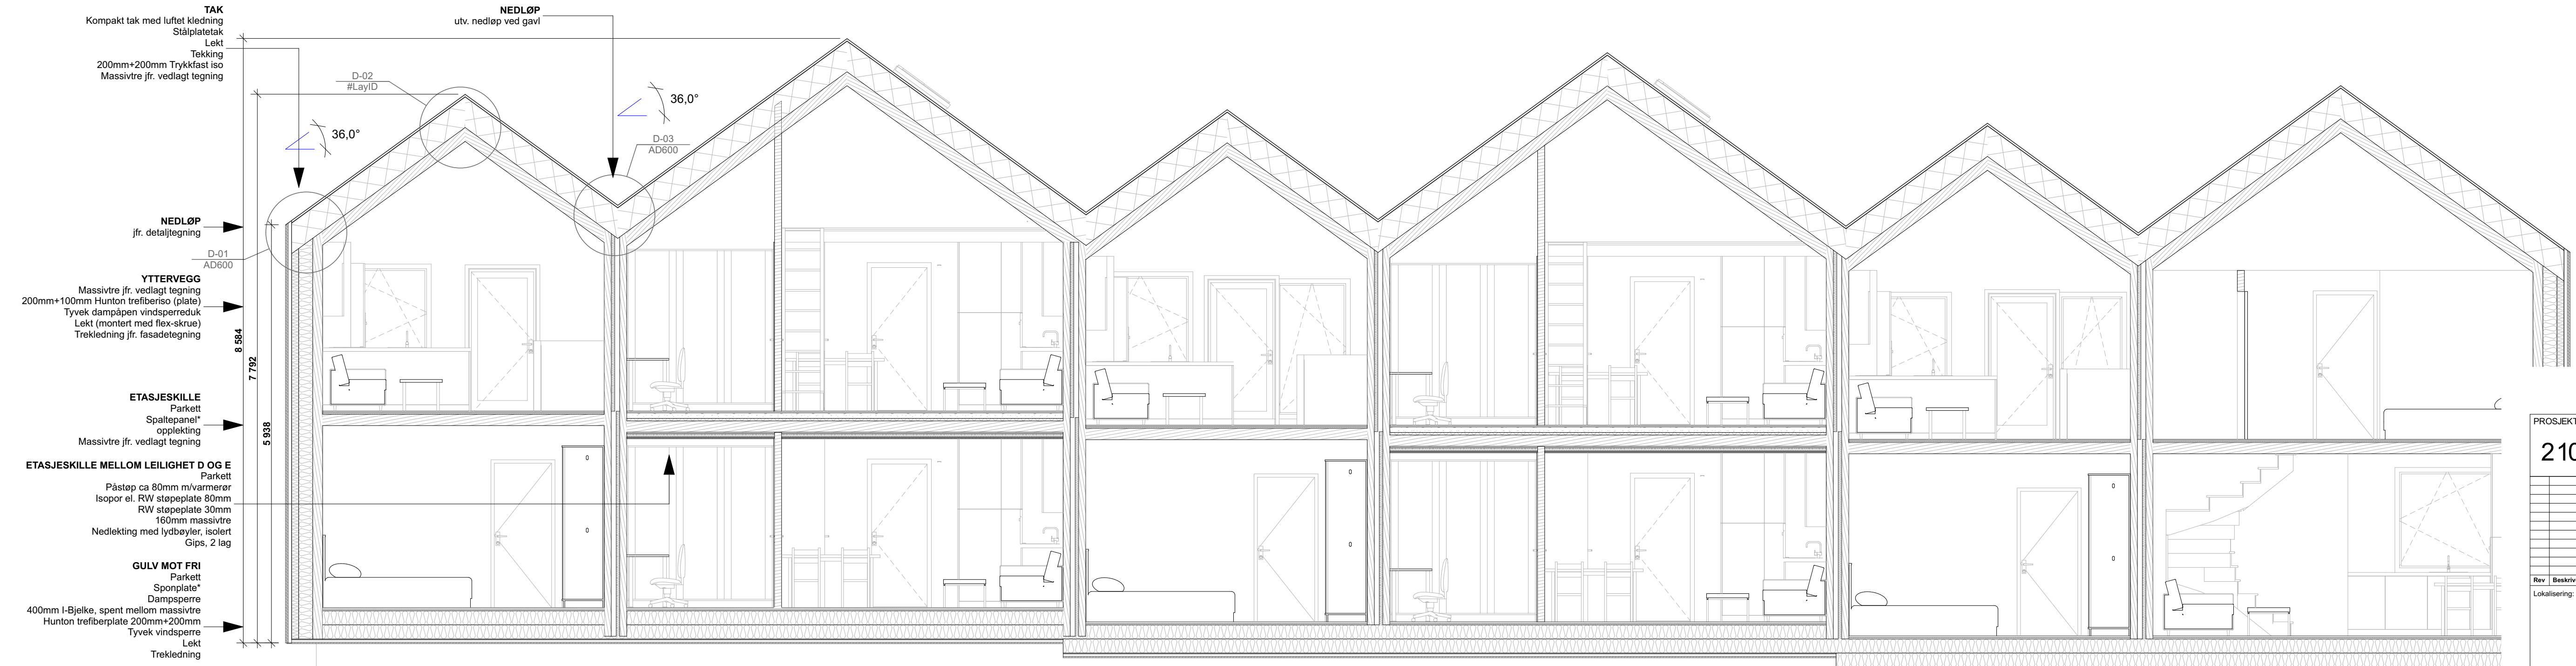 TAK
Kompakt tak med luftet kledning
Stålplatetak
Lekt
Tekking
200mm+200mm Trykkfast iso
Massivtre jfr. vedlagt tegning
NEDLØP
utv. nedløp ved gavl
D-02
#LayID
36,0°
36,0°
D-03
AD600
NEDLØP
jfr. detaljtegning
D-01
AD600
YTTERVEGG
Massivtre jfr. vedlagt tegning
200mm+100mm Hunton trefiberiso (plate)
Tyvek dampåpen vindsperreduk
Lekt (montert med flex-skrue)
Trekledning jfr. fasadetegning
8 584
7 792
5 938
ETASJESKILLE
Parkett
Spaltepanel*
opplekting
Massivtre jfr. vedlagt tegning
ETASJESKILLE MELLOM LEILIGHET D OG E
Parkett
Påstøp ca 80mm m/varmerør
Isopor el. RW støpeplate 80mm
RW støpeplate 30mm
160mm massivtre
Nedlekting med lydbøyler, isolert
Gips, 2 lag
GULV MOT FRI
Parkett
Sponplate*
Dampsperre
400mm I-Bjelke, spent mellom massivtre
Hunton trefiberplate 200mm+200mm
Tyvek vindsperre
Lekt
Trekledning
PROSJEKT
210
Rev Beskriv
Lokalisering: